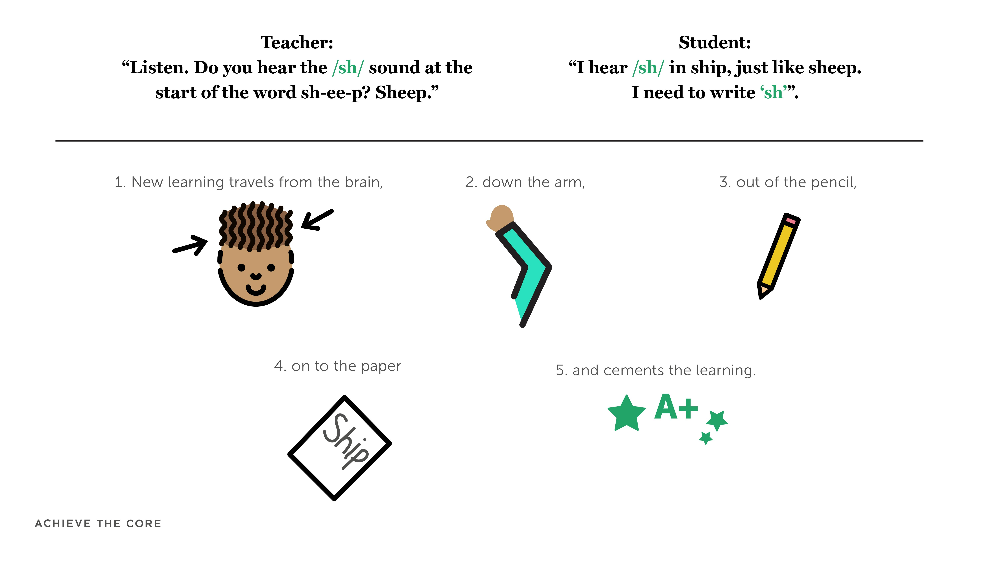 Teacher:
“Listen. Do you hear the /sh/ sound at the
start of the word sh-ee-p? Sheep.”
Student:
“I hear /sh/ in ship, just like sheep.
I need to write ‘sh’”.
1. New learning travels from the brain,
2. down the arm,
3. out of the pencil,
4. on to the paper
Ship
5. and cements the learning.
A+
ACHIEVE THE CORE